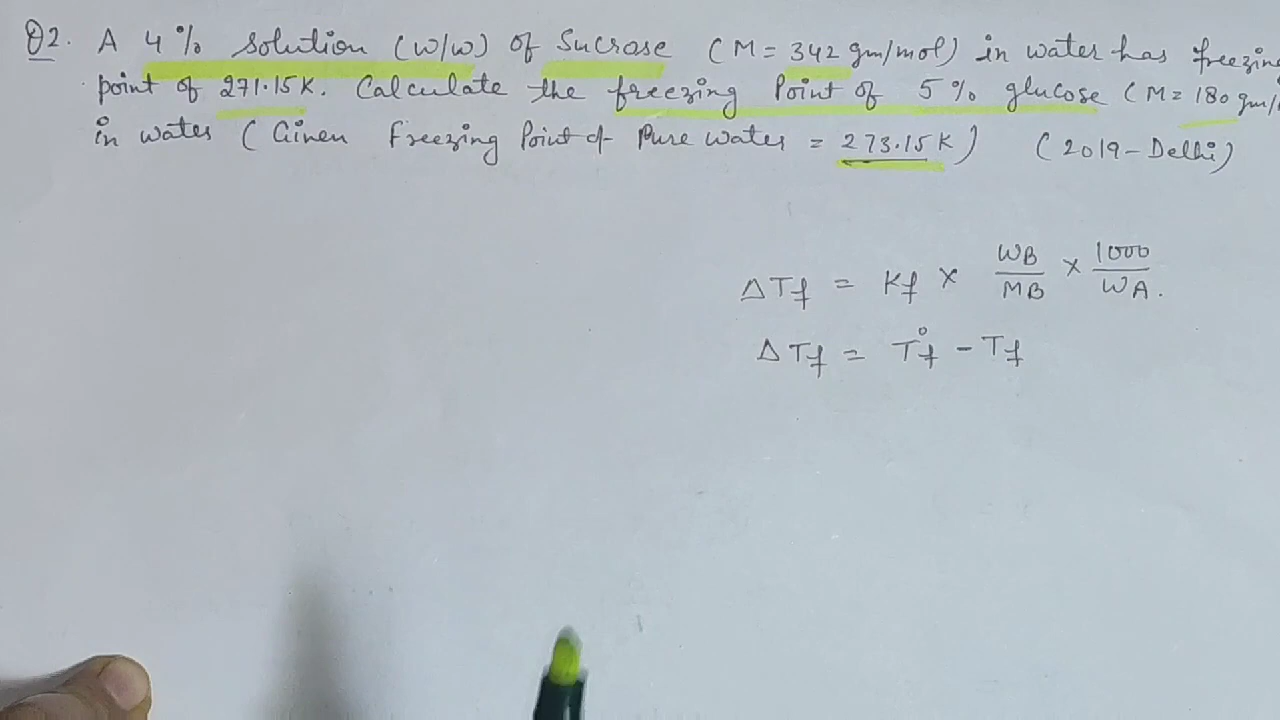 Q2. A 4% solution (W/W) of Sucrose (M = 342 gm/mol) in water has freezing
point of 271.15K. Calculate the freezing Point of 5% glucose (M = 180 gm/
in water (Given Freezing Point of Pure water = 273.15K) (2019-Delhi)
ΔTf = Kf × WB/MB × 1000/WA.
ΔTf = T°f - Tf